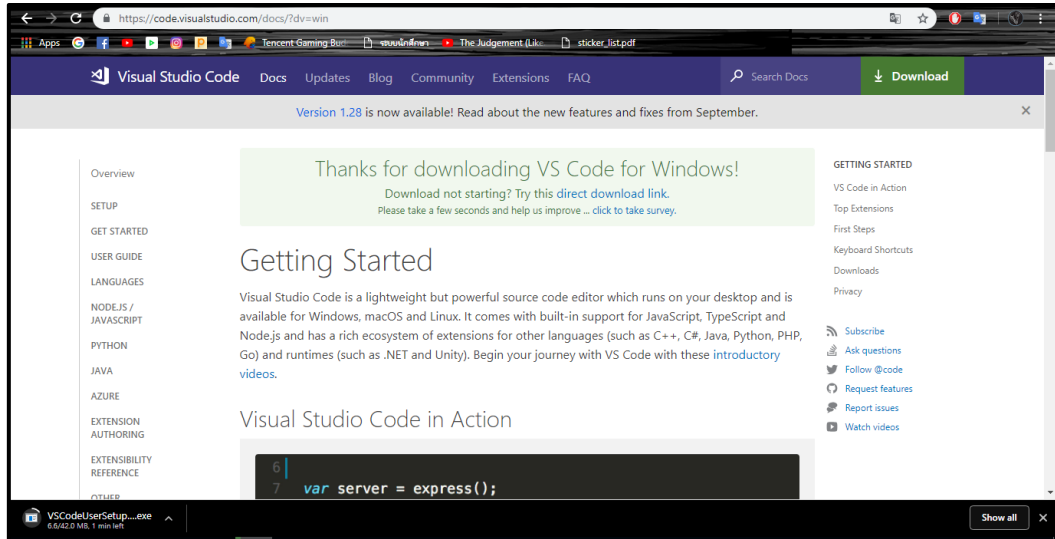 https://code.visualstudio.com/docs/?dv=win
Apps
Tencent Gaming Bud
ระบบนักศึกษา
The Judgement (Like
sticker_list.pdf
Visual Studio Code Docs Updates Blog Community Extensions FAQ Search Docs Download
Version 1.28 is now available! Read about the new features and fixes from September.
Overview
SETUP
GET STARTED
USER GUIDE
LANGUAGES
NODE.JS /
JAVASCRIPT
PYTHON
JAVA
AZURE
EXTENSION
AUTHORING
EXTENSIBILITY
REFERENCE
OTHER
Thanks for downloading VS Code for Windows!
Download not starting? Try this direct download link.
Please take a few seconds and help us improve ... click to take survey.
Getting Started
Visual Studio Code is a lightweight but powerful source code editor which runs on your desktop and is
available for Windows, macOS and Linux. It comes with built-in support for JavaScript, TypeScript and
Node.js and has a rich ecosystem of extensions for other languages (such as C++, C#, Java, Python, PHP,
Go) and runtimes (such as .NET and Unity). Begin your journey with VS Code with these introductory
videos.
Visual Studio Code in Action
6
7 var server = express();
GETTING STARTED
VS Code in Action
Top Extensions
First Steps
Keyboard Shortcuts
Downloads
Privacy
Subscribe
Ask questions
Follow @code
Request features
Report issues
Watch videos
VSCodeUserSetup....exe
6.6/42.0 MB, 1 min left
Show all